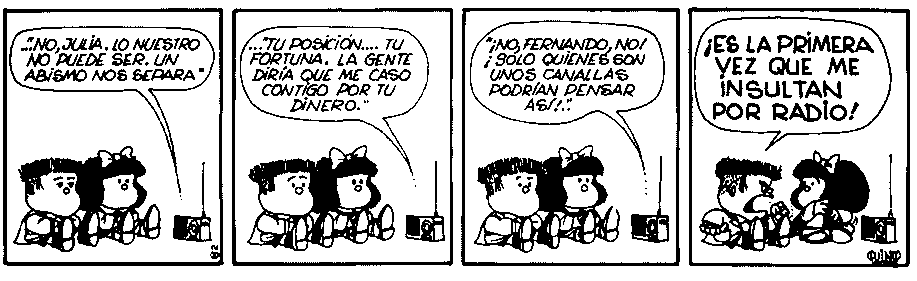 ..."NO, JULIA. LO NUESTRO
NO PUEDE SER. UN
ABISMO NOS SEPARA"
..."TU POSICIÓN.... TU
FORTUNA. LA GENTE
DIRÍA QUE ME CASO
CONTIGO POR TU
DINERO."
"¡NO, FERNANDO, NO!
¡SÓLO QUIENES SON
UNOS CANALLAS
PODRÍAN PENSAR
ASÍ!.."
¡ES LA PRIMERA
VEZ QUE ME
INSULTAN
POR RADIO!
QUINO